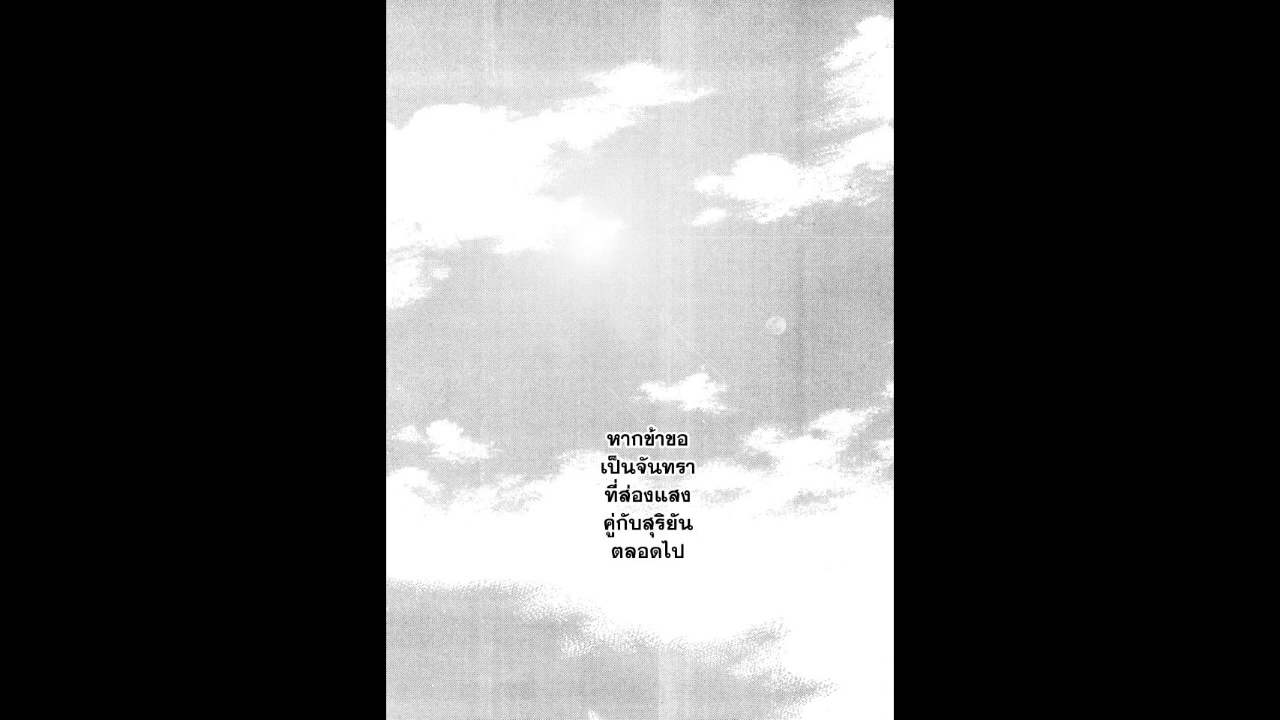 หากข้าขอ
เป็นจันทรา
ที่ส่องแสง
คู่กับสุริยัน
ตลอดไป